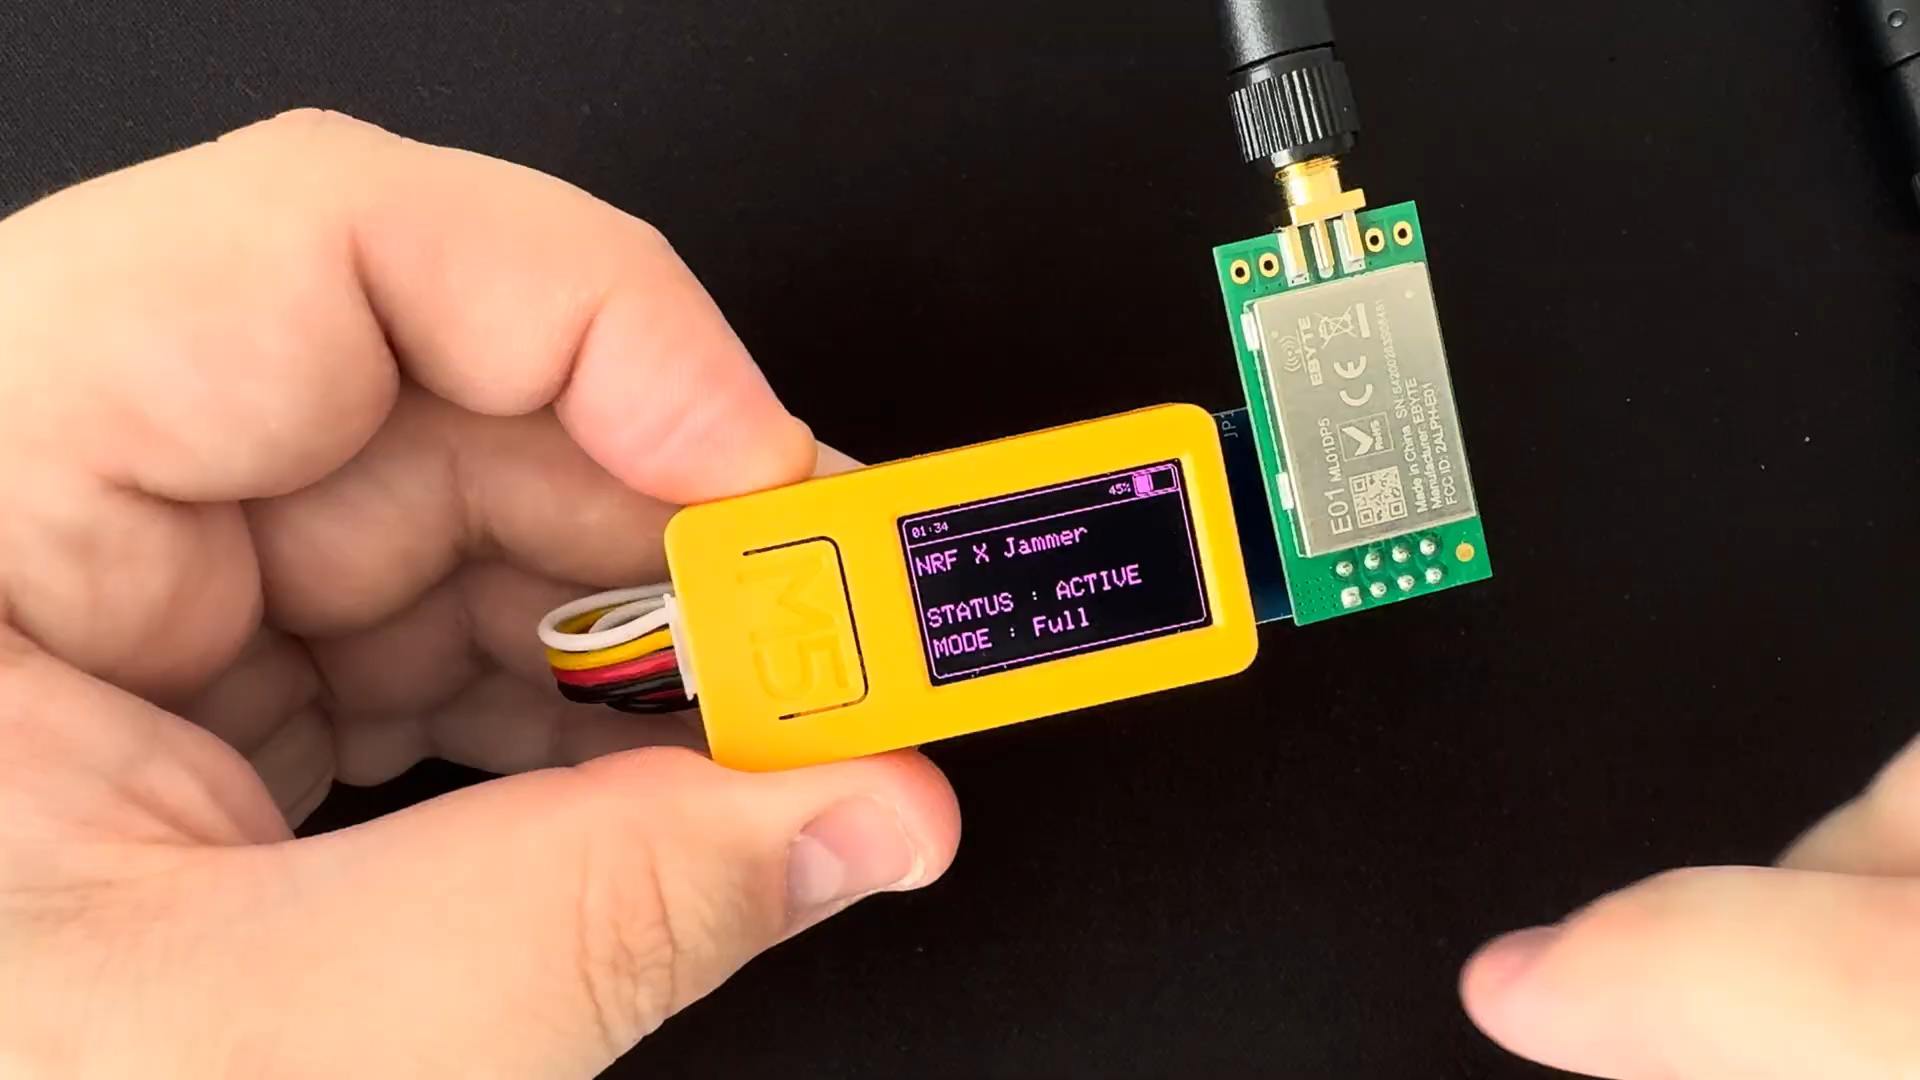 01:34
45%
NRF X Jammer
STATUS : ACTIVE
MODE : Full
M5
JP1
EBYTE
E01 ML01DP5
RoHS
Made in China
Manufacturer: EBYTE
FCC ID: 2ALPH-E01